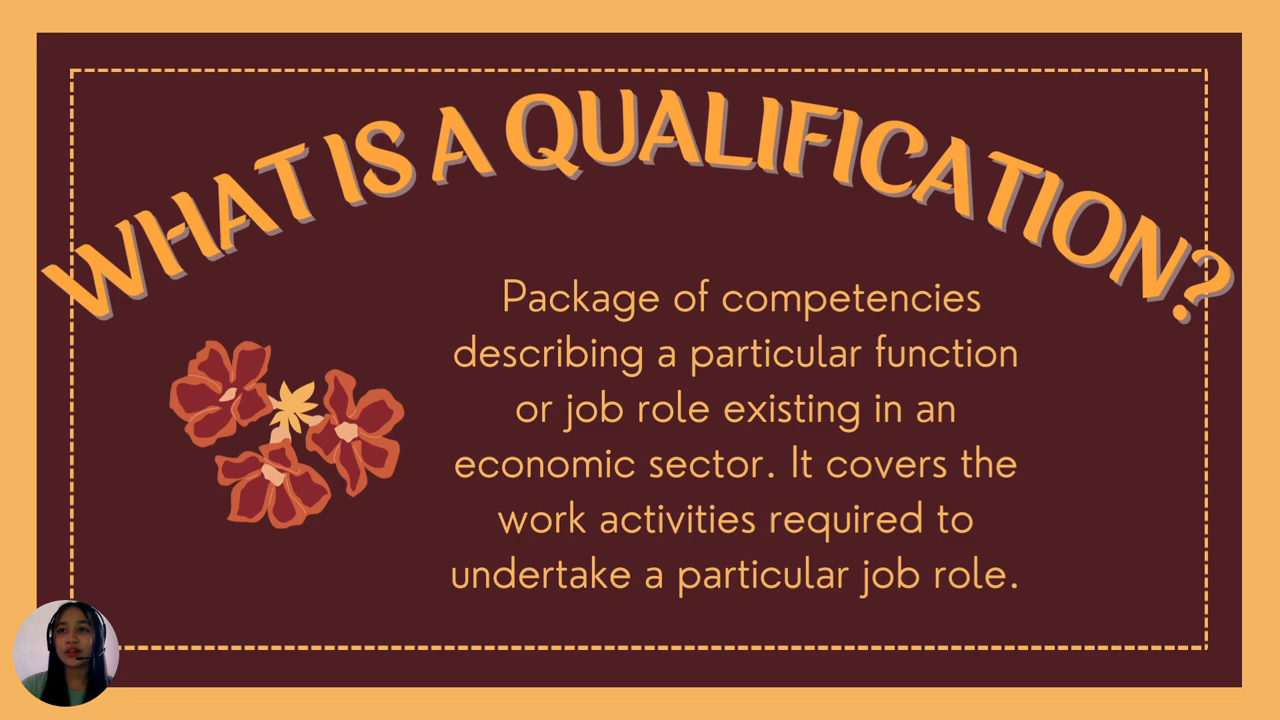 WHAT IS A QUALIFICATION?
Package of competencies
describing a particular function
or job role existing in an
economic sector. It covers the
work activities required to
undertake a particular job role.